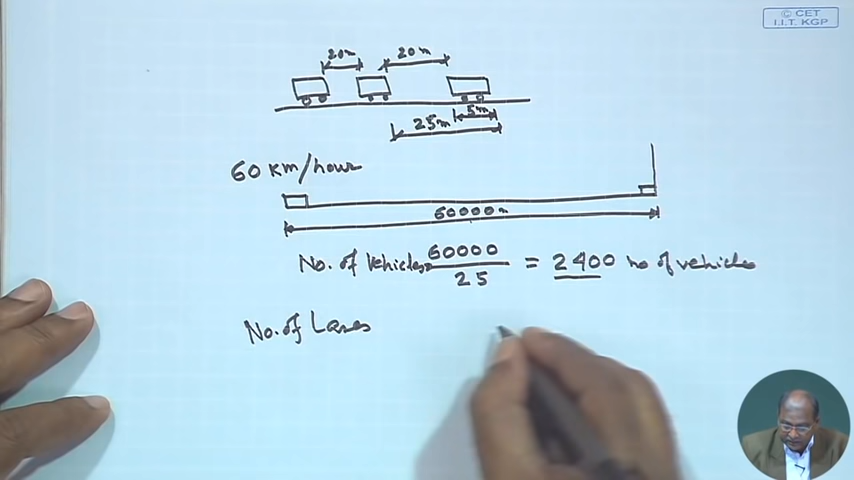 © CET
I.I.T. KGP
20m 20m
5m
25m
60 km/hour
60000m
No. of vehicles = 60000 / 25 = 2400 no of vehicles
No. of Lanes